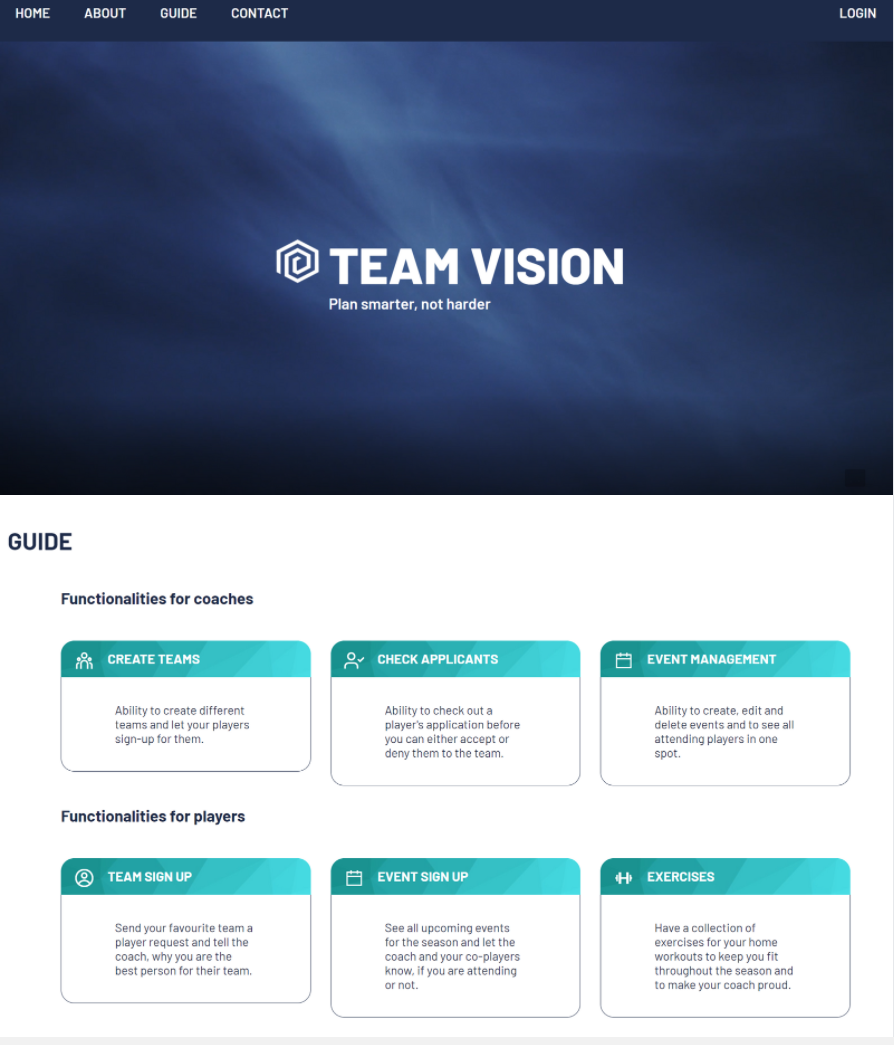 HOME ABOUT GUIDE CONTACT LOGIN
TEAM VISION
Plan smarter, not harder
GUIDE
Functionalities for coaches
CREATE TEAMS
Ability to create different
teams and let your players
sign-up for them.
CHECK APPLICANTS
Ability to check out a
player's application before
you can either accept or
deny them to the team.
EVENT MANAGEMENT
Ability to create, edit and
delete events and to see all
attending players in one
spot.
Functionalities for players
TEAM SIGN UP
Send your favourite team a
player request and tell the
coach, why you are the
best person for their team.
EVENT SIGN UP
See all upcoming events
for the season and let the
coach and your co-players
know, if you are attending
or not.
EXERCISES
Have a collection of
exercises for your home
workouts to keep you fit
throughout the season and
to make your coach proud.